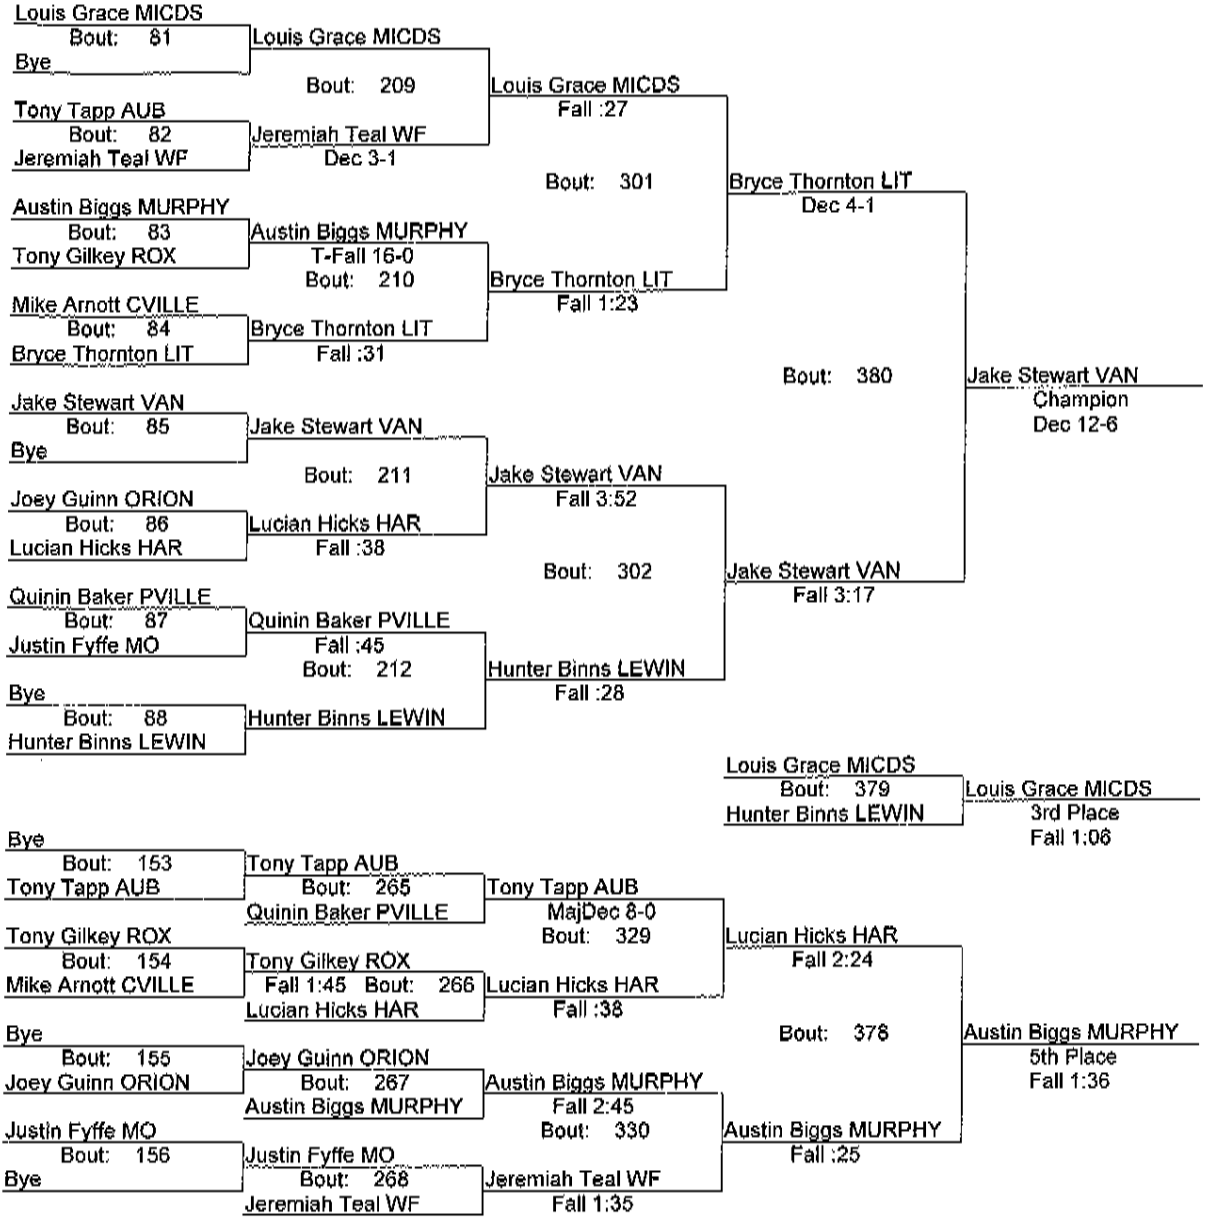 Louis Grace MICDS
Bout: 81
Bye
Louis Grace MICDS
Bout: 209
Tony Tapp AUB
Bout: 82
Jeremiah Teal WF
Jeremiah Teal WF
Dec 3-1
Louis Grace MICDS
Fall :27
Bout: 301
Austin Biggs MURPHY
Bout: 83
Tony Gilkey ROX
Austin Biggs MURPHY
T-Fall 16-0
Bout: 210
Mike Arnott CVILLE
Bout: 84
Bryce Thornton LIT
Bryce Thornton LIT
Fall :31
Bryce Thornton LIT
Fall 1:23
Bryce Thornton LIT
Dec 4-1
Bout: 380
Jake Stewart VAN
Bout: 85
Bye
Jake Stewart VAN
Bout: 211
Joey Guinn ORION
Bout: 86
Lucian Hicks HAR
Lucian Hicks HAR
Fall :38
Jake Stewart VAN
Fall 3:52
Bout: 302
Quinin Baker PVILLE
Bout: 87
Justin Fyffe MO
Quinin Baker PVILLE
Fall :45
Bout: 212
Bye
Bout: 88
Hunter Binns LEWIN
Hunter Binns LEWIN
Hunter Binns LEWIN
Fall :28
Jake Stewart VAN
Fall 3:17
Jake Stewart VAN
Champion
Dec 12-6
Louis Grace MICDS
Bout: 379
Hunter Binns LEWIN
Louis Grace MICDS
3rd Place
Fall 1:06
Bye
Bout: 153
Tony Tapp AUB
Tony Tapp AUB
Bout: 265
Quinin Baker PVILLE
Tony Tapp AUB
MajDec 8-0
Bout: 329
Tony Gilkey ROX
Bout: 154
Mike Arnott CVILLE
Tony Gilkey ROX
Fall 1:45 Bout: 266
Lucian Hicks HAR
Lucian Hicks HAR
Fall :38
Lucian Hicks HAR
Fall 2:24
Bout: 378
Bye
Bout: 155
Joey Guinn ORION
Joey Guinn ORION
Bout: 267
Austin Biggs MURPHY
Austin Biggs MURPHY
Fall 2:45
Bout: 330
Justin Fyffe MO
Bout: 156
Bye
Justin Fyffe MO
Bout: 268
Jeremiah Teal WF
Jeremiah Teal WF
Fall 1:35
Austin Biggs MURPHY
Fall :25
Austin Biggs MURPHY
5th Place
Fall 1:36